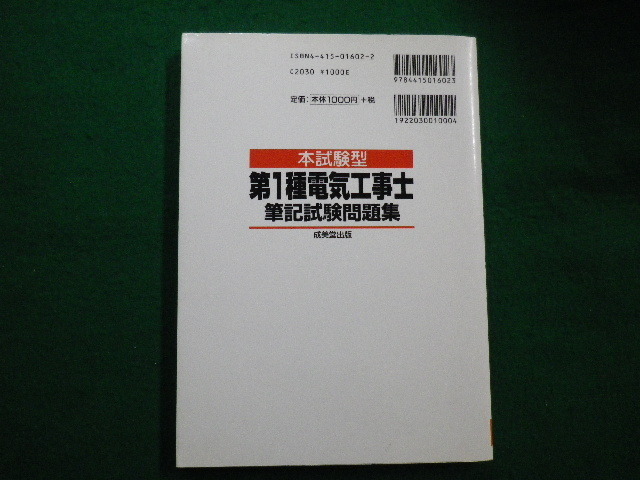 ISBN4-415-01602-2
C2030 ¥1000E
定価:本体1000円+税
9784415016023
1922030010004
本試験型
第1種電気工事士
筆記試験問題集
成美堂出版